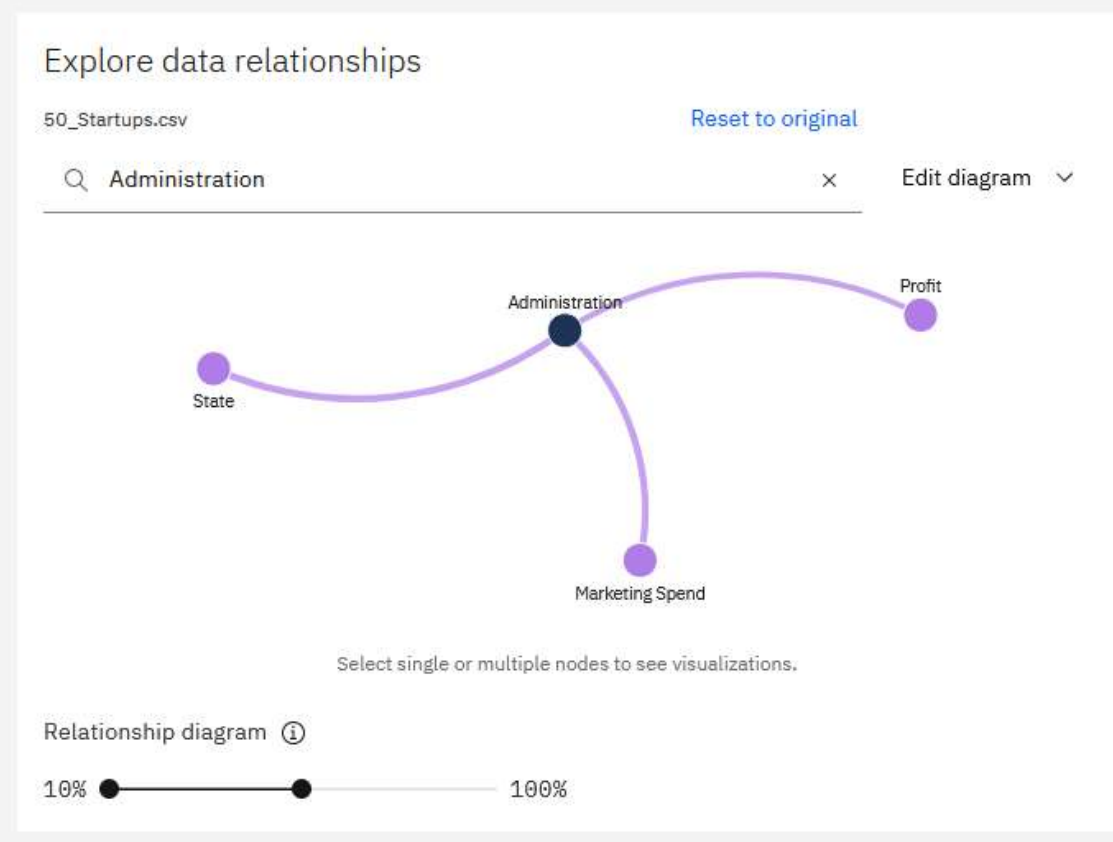 Explore data relationships
50_Startups.csv
Reset to original
Administration
Edit diagram
Profit
Administration
State
Marketing Spend
Select single or multiple nodes to see visualizations.
Relationship diagram
10%
100%